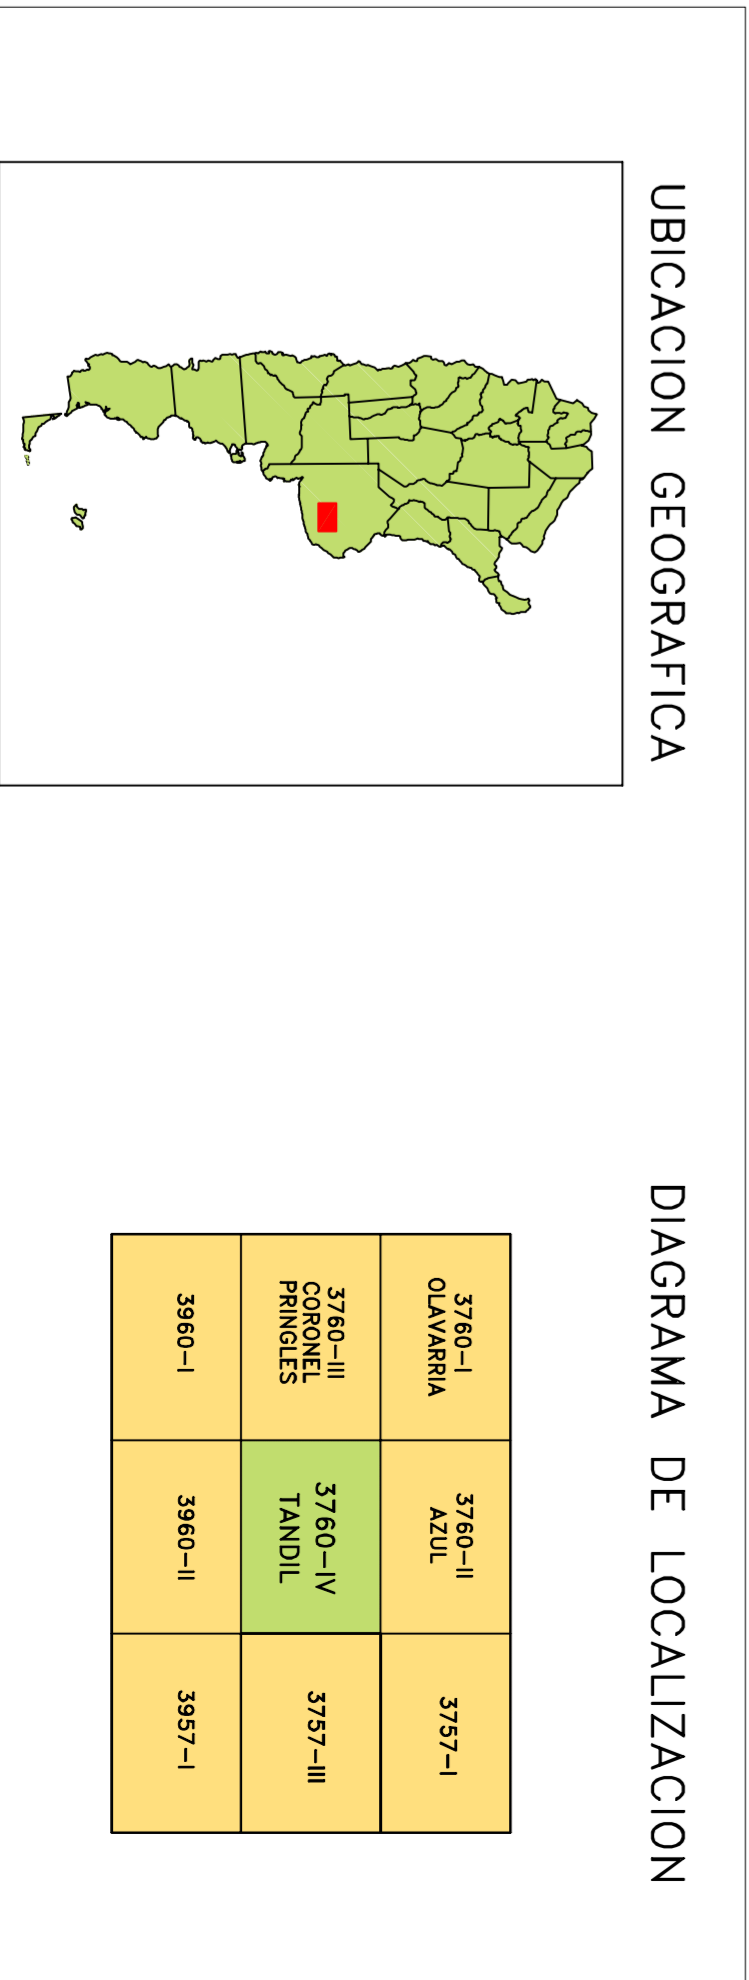 UBICACION GEOGRAFICA
DIAGRAMA DE LOCALIZACION
3760-I
OLAVARRIA
3760-II
AZUL
3757-I
3760-III
CORONEL
PRINGLES
3760-IV
TANDIL
3757-III
3960-I
3960-II
3957-I